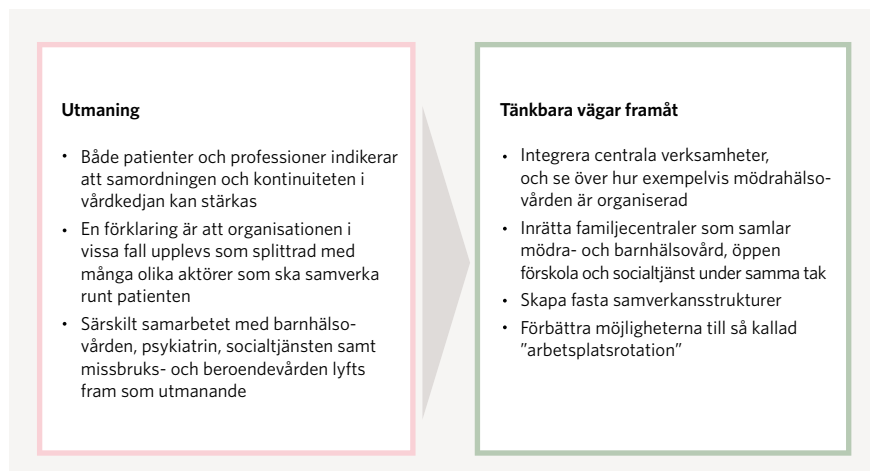 Utmaning
• Både patienter och professioner indikerar
att samordningen och kontinuiteten i
vårdkedjan kan stärkas
• En förklaring är att organisationen i
vissa fall upplevs som splittrad med
många olika aktörer som ska samverka
runt patienten
• Särskilt samarbetet med barnhälso-
vården, psykiatrin, socialtjänsten samt
missbruks- och beroendevården lyfts
fram som utmanande
Tänkbara vägar framåt
• Integrera centrala verksamheter,
och se över hur exempelvis mödrahälso-
vården är organiserad
• Inrätta familjecentraler som samlar
mödra- och barnhälsovård, öppen
förskola och socialtjänst under samma tak
• Skapa fasta samverkansstrukturer
• Förbättra möjligheterna till så kallad
”arbetsplatsrotation”